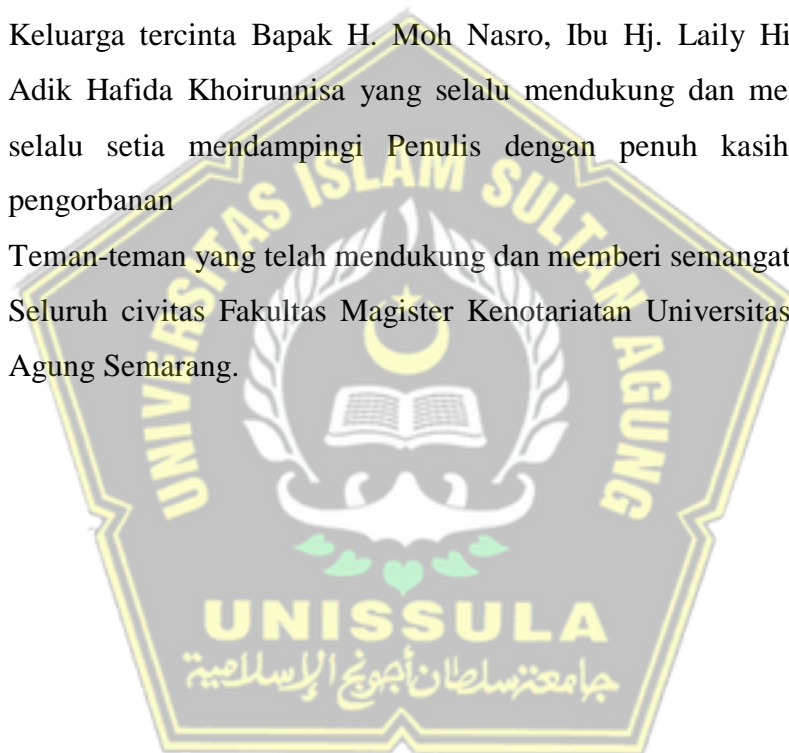 Keluarga tercinta Bapak H. Moh Nasro, Ibu Hj. Laily Hi
Adik Hafida Khoirunnisa yang selalu mendukung dan me
selalu setia mendampingi Penulis dengan penuh kasih
pengorbanan
Teman-teman yang telah mendukung dan memberi semangat
Seluruh civitas Fakultas Magister Kenotariatan Universitas
Agung Semarang.
UNIVERSITAS ISLAM SULTAN AGUNG
UNISSULA
جامعة سلطان أجونج الإسلامية